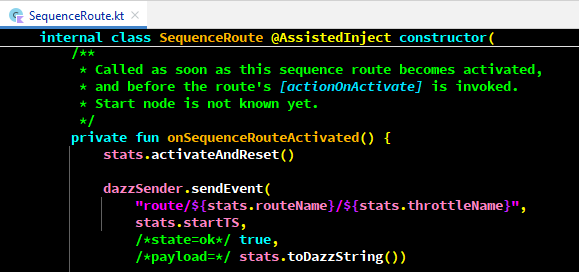 SequenceRoute.kt
internal class SequenceRoute @AssistedInject constructor(
/**
* Called as soon as this sequence route becomes activated,
* and before the route's [actionOnActivate] is invoked.
* Start node is not known yet.
*/
private fun onSequenceRouteActivated() {
stats.activateAndReset()
dazzSender.sendEvent(
"route/${stats.routeName}/${stats.throttleName}",
stats.startTS,
/*state=ok*/ true,
/*payload=*/ stats.toDazzString())